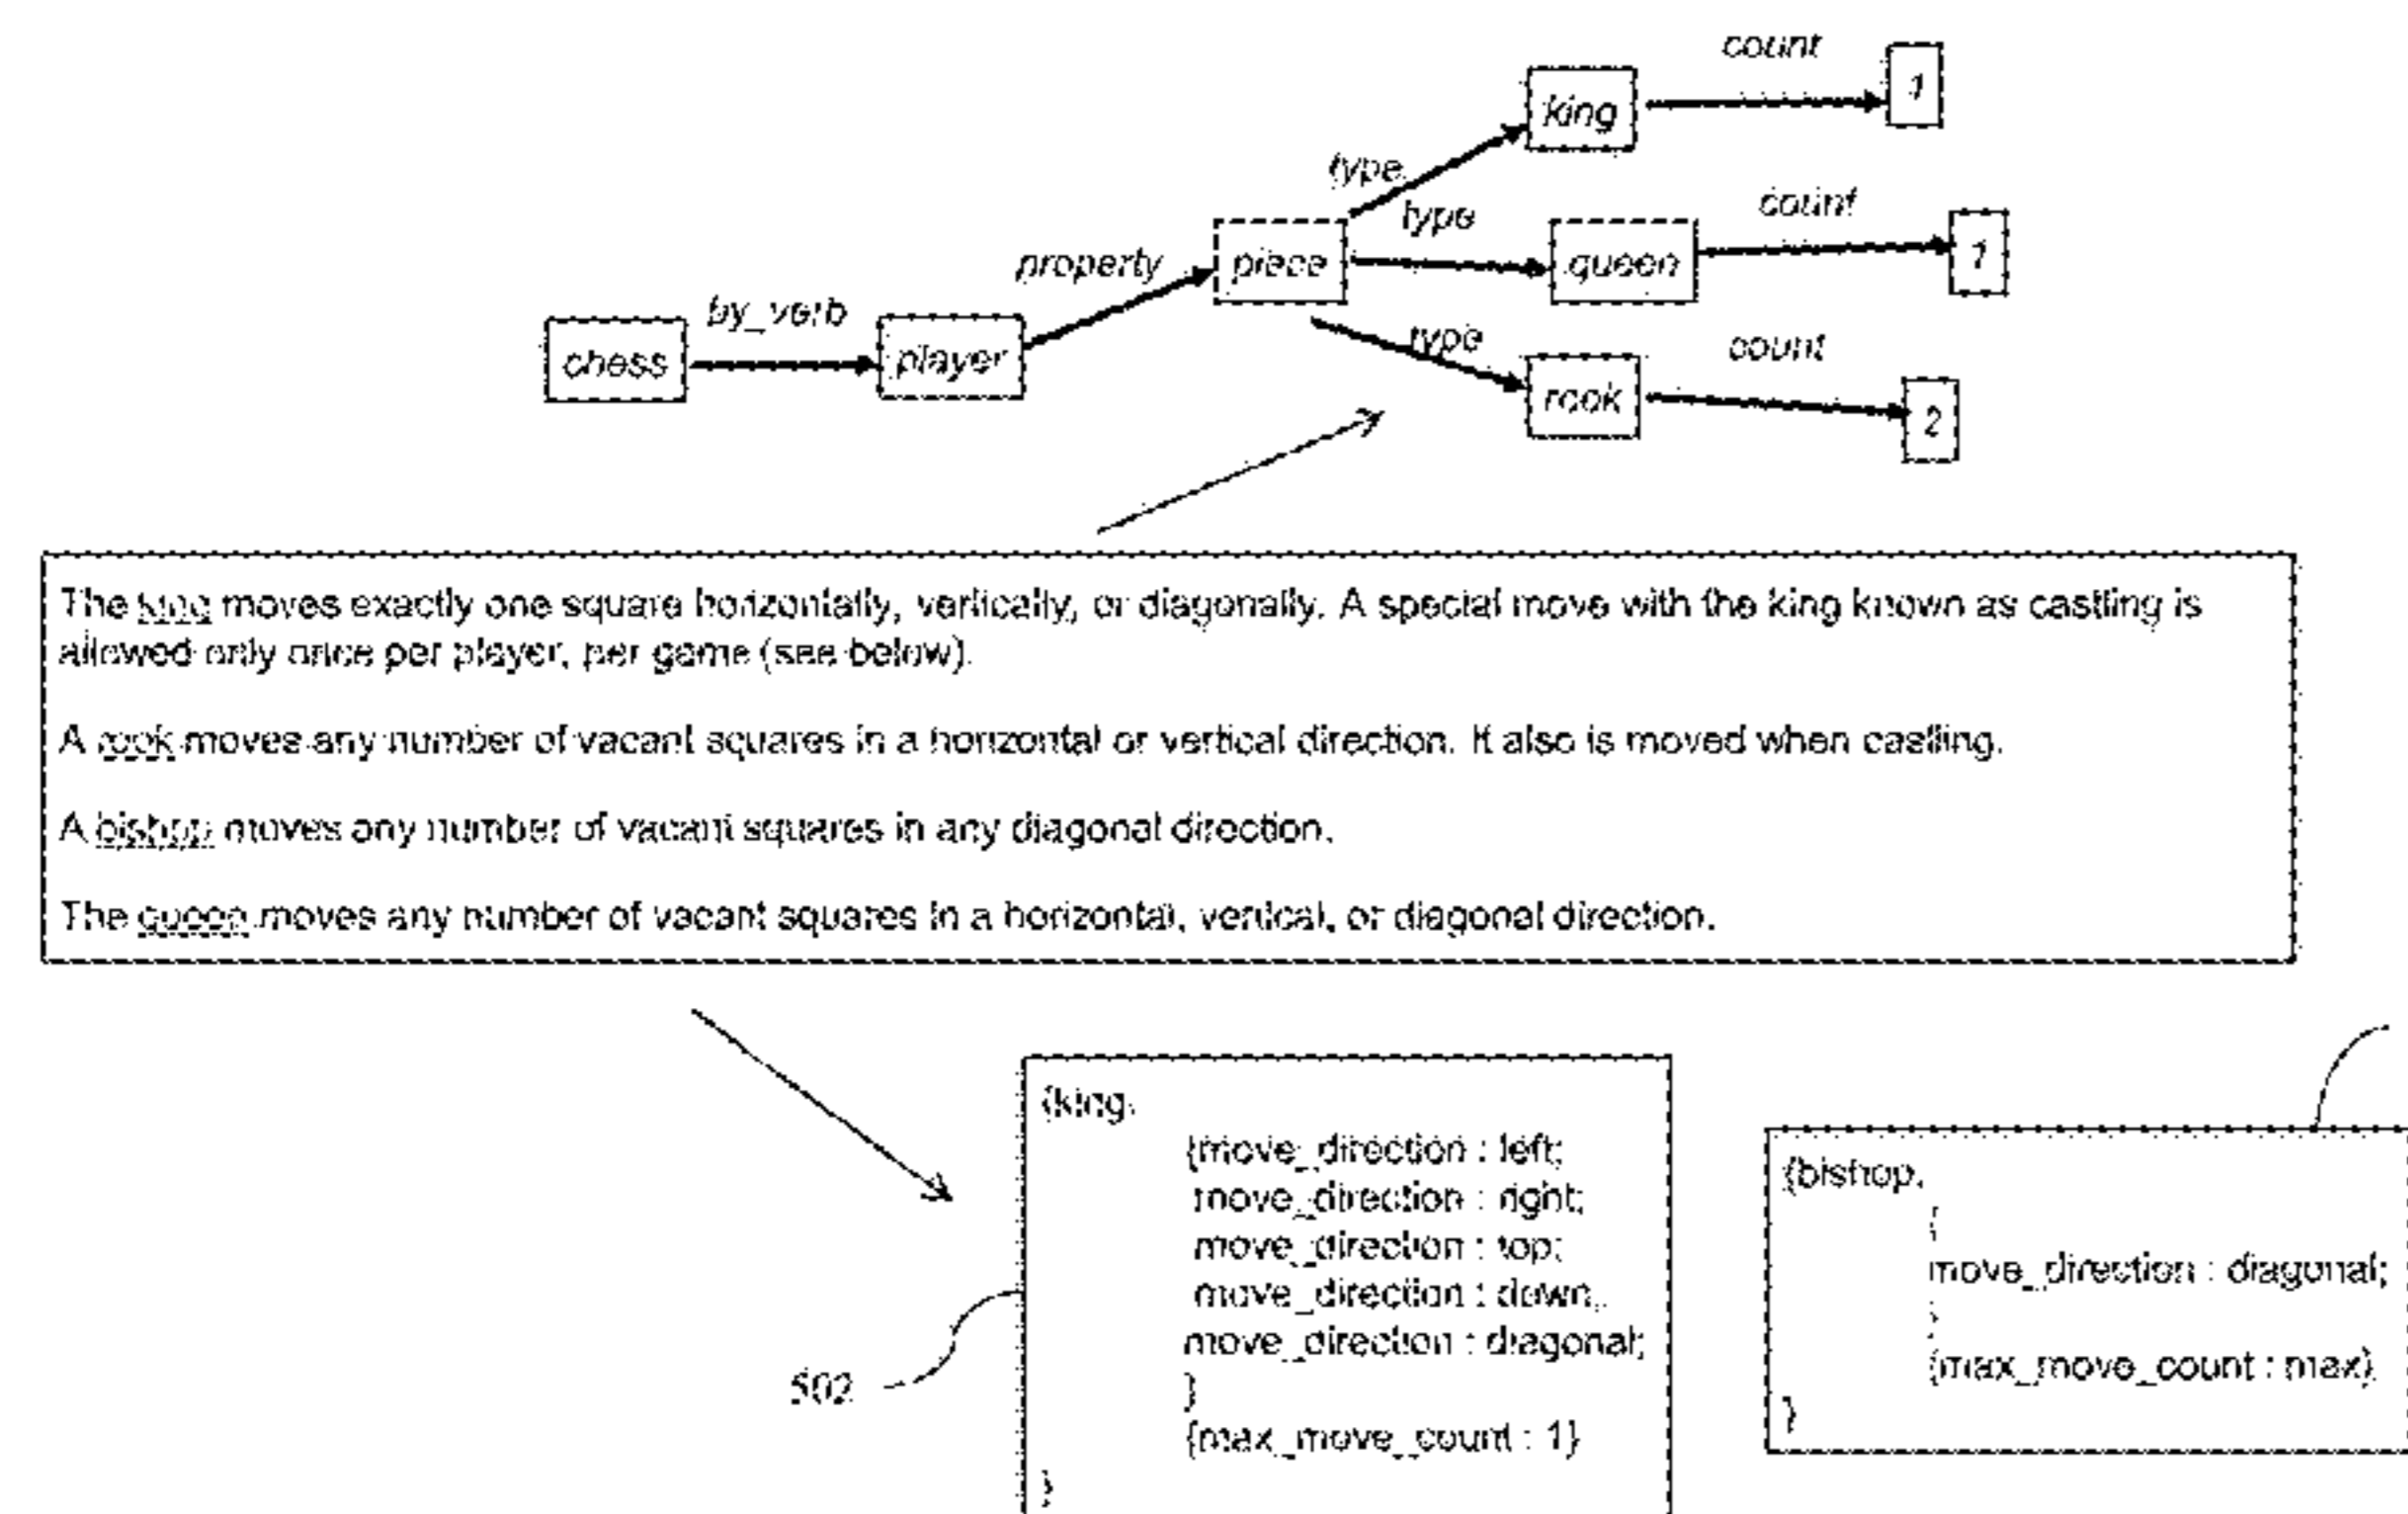 count
king
1
type
type
count
property
piece
queen
1
by_verb
chess
player
type
count
rook
2
The king moves exactly one square horizontally, vertically, or diagonally. A special move with the king known as castling is
allowed only once per player, per game (see below).
A rook moves any number of vacant squares in a horizontal or vertical direction. It also is moved when castling.
A bishop moves any number of vacant squares in any diagonal direction.
The queen moves any number of vacant squares in a horizontal, vertical, or diagonal direction.
{king,
{move_direction : left;
move_direction : right;
move_direction : top;
move_direction : down,
move_direction : diagonal;
}
{max_move_count : 1}
}
502
{bishop,
{
move_direction : diagonal;
}
{max_move_count : max}
}